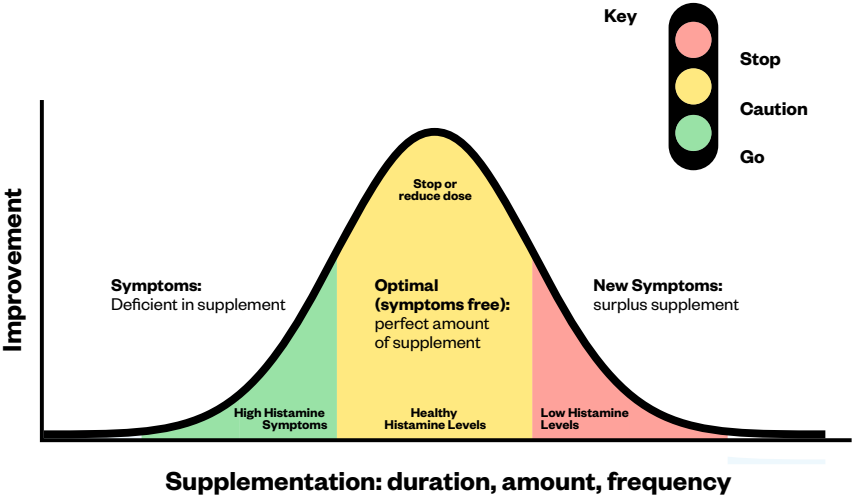 Key
Stop
Caution
Go
Improvement
Stop or
reduce dose
Symptoms:
Deficient in supplement
Optimal
(symptoms free):
perfect amount
of supplement
New Symptoms:
surplus supplement
High Histamine
Symptoms
Healthy
Histamine Levels
Low Histamine
Levels
Supplementation: duration, amount, frequency